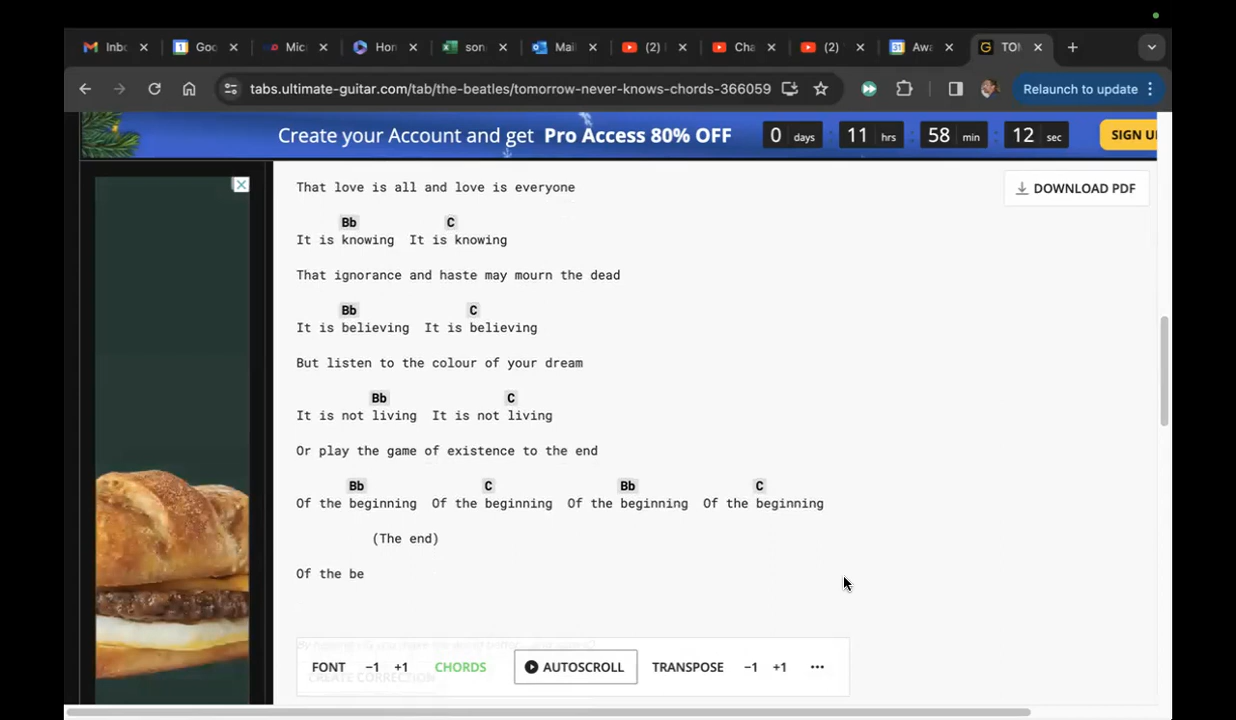 Inbc
Goc
Mic
Hon
son
Mail
(2) |
Cha
(2)
Awa
TOM
tabs.ultimate-guitar.com/tab/the-beatles/tomorrow-never-knows-chords-366059
Relaunch to update
Create your Account and get Pro Access 80% OFF
0 days : 11 hrs : 58 min : 12 sec
SIGN U
DOWNLOAD PDF
That love is all and love is everyone
Bb C
It is knowing It is knowing
That ignorance and haste may mourn the dead
Bb C
It is believing It is believing
But listen to the colour of your dream
Bb C
It is not living It is not living
Or play the game of existence to the end
Bb C Bb C
Of the beginning Of the beginning Of the beginning Of the beginning
(The end)
Of the be
FONT −1 +1 CHORDS AUTOSCROLL TRANSPOSE −1 +1 •••
CREATE CORRECTION